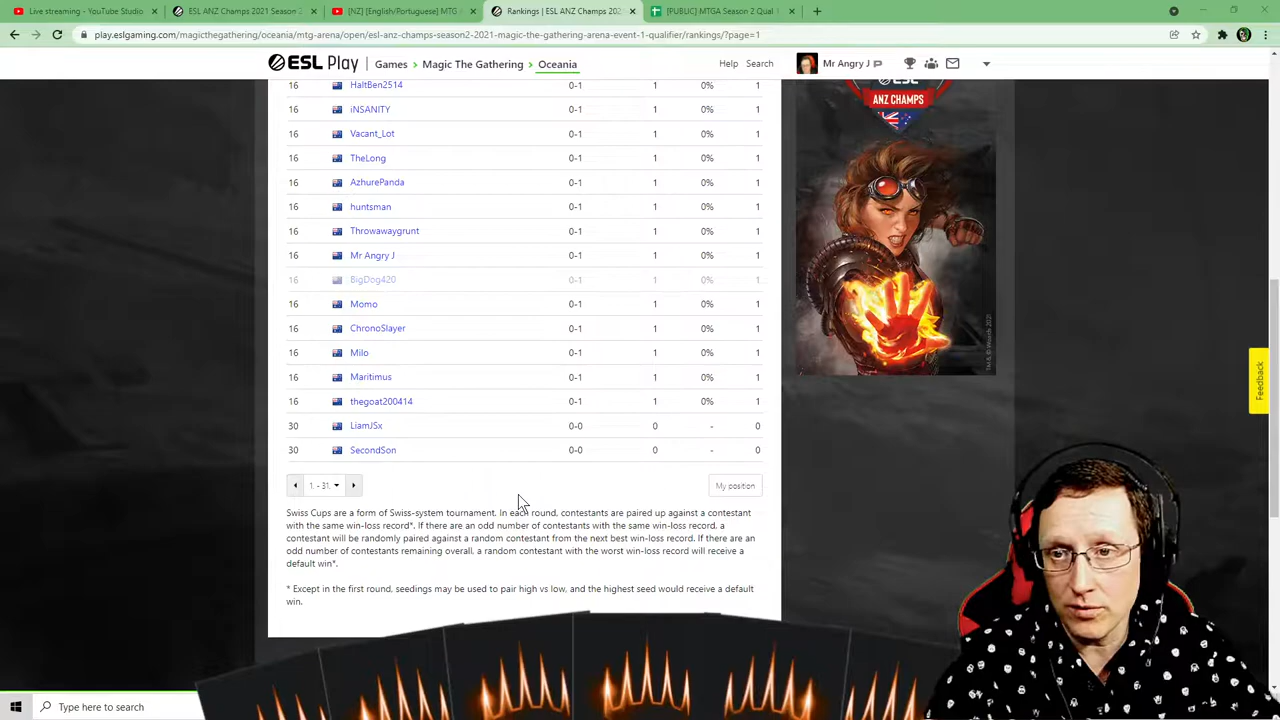 Live streaming - YouTube Studio
ESL ANZ Champs 2021 Season 2
[NZ] [English/Portuguese] MTG
Rankings | ESL ANZ Champs 202
[PUBLIC] MTGA Season 2.Qual
play.eslgaming.com/magicthegathering/oceania/mtg-arena/open/esl-anz-champs-season2-2021-magic-the-gathering-arena-event-1-qualifier/rankings/?page=1
ESL Play Games > Magic The Gathering > Oceania Help Search Mr Angry J
16 HaltBen2514 0-1 1 0% 1
16 iNSANITY 0-1 1 0% 1
16 Vacant_Lot 0-1 1 0% 1
16 TheLong 0-1 1 0% 1
16 AzhurePanda 0-1 1 0% 1
16 huntsman 0-1 1 0% 1
16 Throwawaygrunt 0-1 1 0% 1
16 Mr Angry J 0-1 1 0% 1
16 BigDog420 0-1 1 0% 1
16 Momo 0-1 1 0% 1
16 ChronoSlayer 0-1 1 0% 1
16 Milo 0-1 1 0% 1
16 Maritimus 0-1 1 0% 1
16 thegoat200414 0-1 1 0% 1
30 LiamJSx 0-0 0 - 0
30 SecondSon 0-0 0 - 0
1. - 31. My position
Swiss Cups are a form of Swiss-system tournament. In each round, contestants are paired up against a contestant
with the same win-loss record*. If there are an odd number of contestants with the same win-loss record, a
contestant will be randomly paired against a random contestant from the next best win-loss record. If there are an
odd number of contestants remaining overall, a random contestant with the worst win-loss record will receive a
default win*.
* Except in the first round, seedings may be used to pair high vs low, and the highest seed would receive a default
win.
ESL
ANZ CHAMPS
Feedback
Type here to search